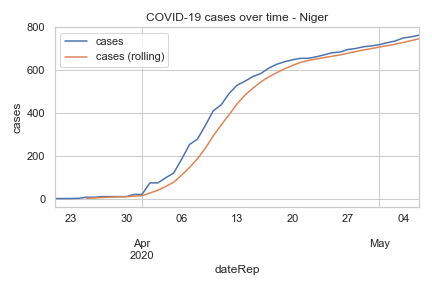 COVID-19 cases over time - Niger
cases
cases (rolling)
800
600
400
200
0
cases
23 30 06 13 20 27 04
Apr May
2020
dateRep